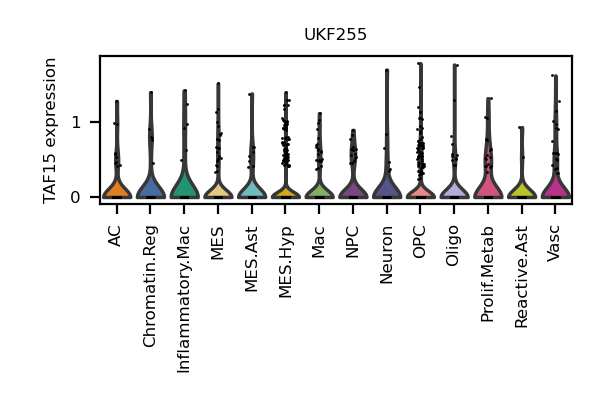 UKF255
TAF15 expression
1
0
AC
Chromatin.Reg
Inflammatory.Mac
MES
MES.Ast
MES.Hyp
Mac
NPC
Neuron
OPC
Oligo
Prolif.Metab
Reactive.Ast
Vasc